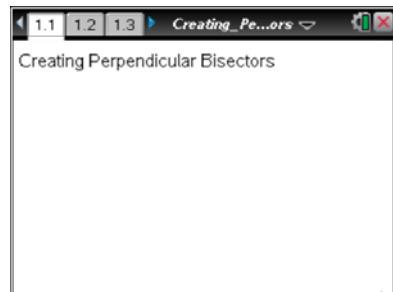 1.1 1.2 1.3 Creating_Pe...ors
Creating Perpendicular Bisectors